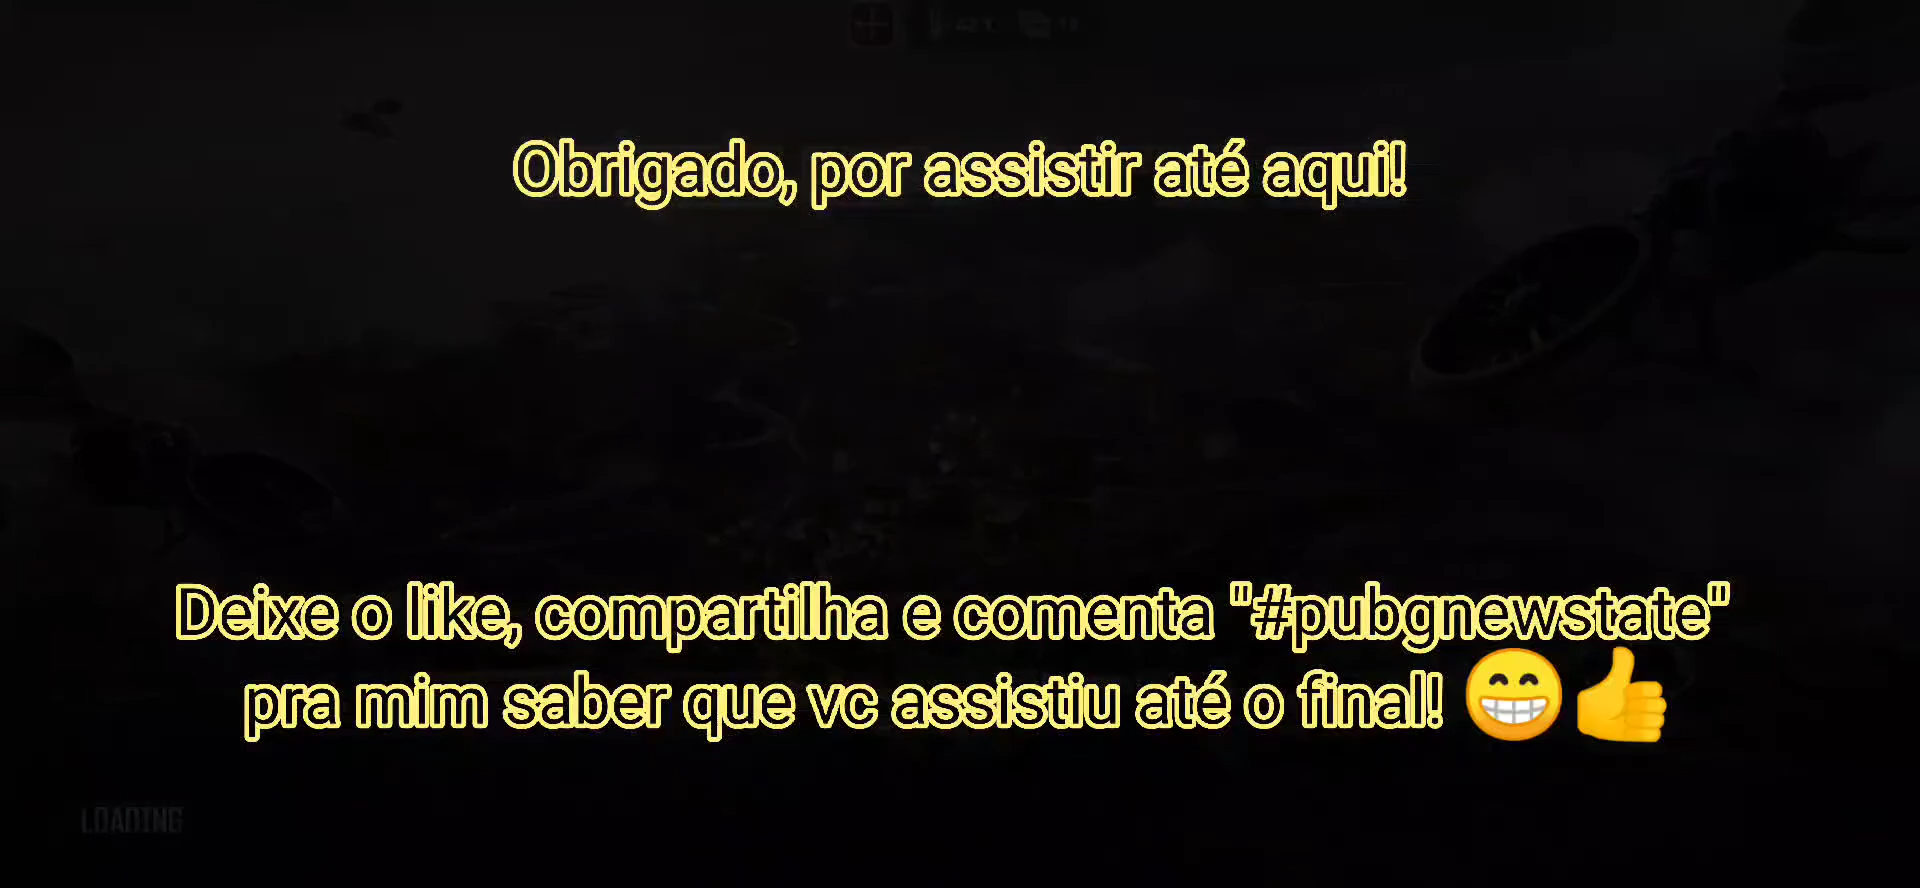 Obrigado, por assistir até aqui!
Deixe o like, compartilha e comenta "#pubgnewstate"
pra mim saber que vc assistiu até o final! 😁👍
LOADING